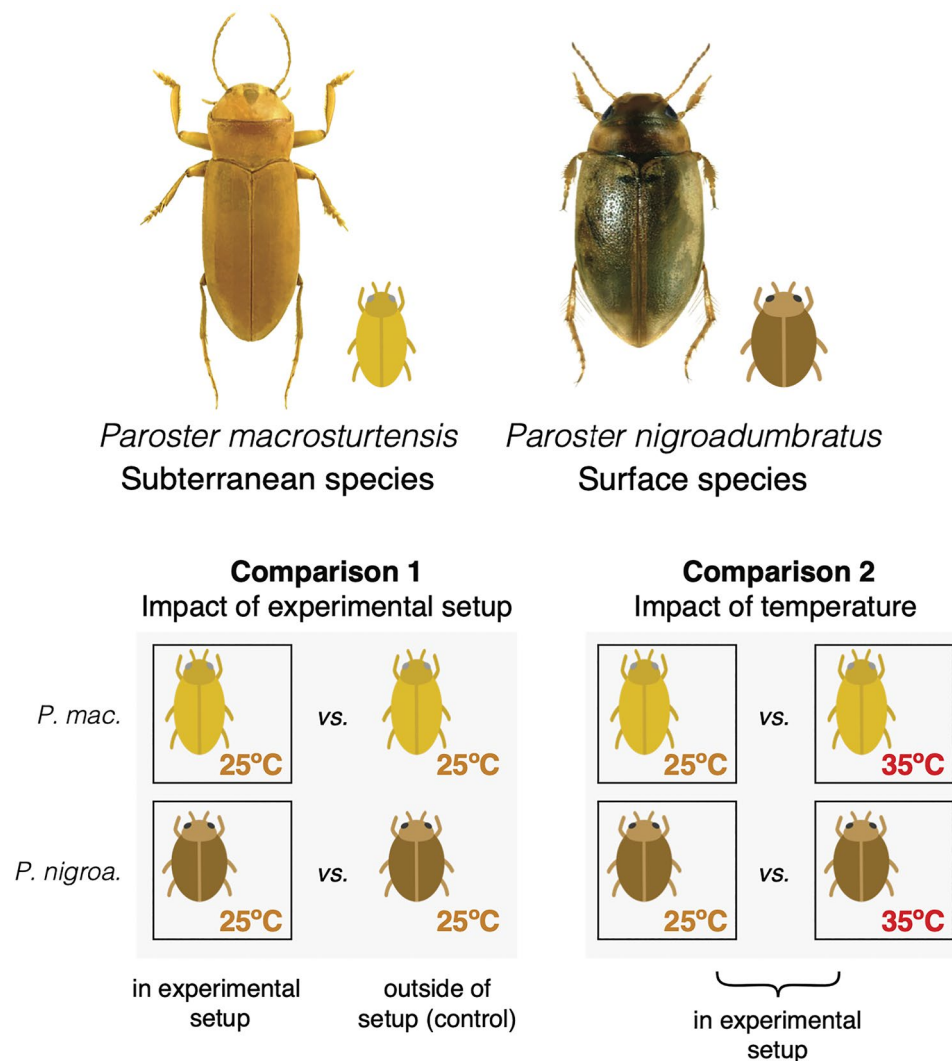 Paroster macrosturtensis
Subterranean species
Paroster nigroadumbratus
Surface species
Comparison 1
Impact of experimental setup
Comparison 2
Impact of temperature
P. mac.
25°C
vs.
25°C
25°C
vs.
35°C
P. nigroa.
25°C
vs.
25°C
25°C
vs.
35°C
in experimental
setup
outside of
setup (control)
in experimental
setup